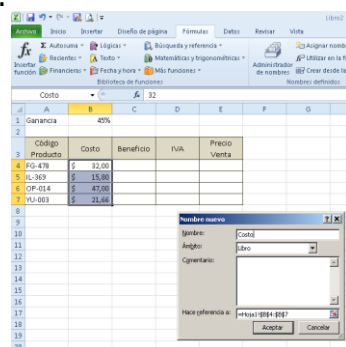 Libro2
Archivo Inicio Insertar Diseño de página Fórmulas Datos Revisar Vista
fx Σ Autosuma Lógicas Búsqueda y referencia Asignar nomb
Recientes Texto Matemáticas y trigonométricas Utilizar en la f
Insertar función Financieras Fecha y hora Más funciones Administrador de nombres Crear desde la
Biblioteca de funciones Nombres definidos
Costo fx 32
A B C D E F G
1 Ganancia 45%
2
3 Código Producto Costo Beneficio IVA Precio Venta
4 FG-478 $ 32,00
5 IL-369 $ 15,80
6 OP-014 $ 47,00
7 YU-003 $ 21,66
8
9 Nombre nuevo ? X
10 Nombre: Costo
11 Ámbito: Libro
12 Comentario:
13
14
15
16
17 Hace referencia a: =Hoja1!$B$4:$B$7
18 Aceptar Cancelar
19
20